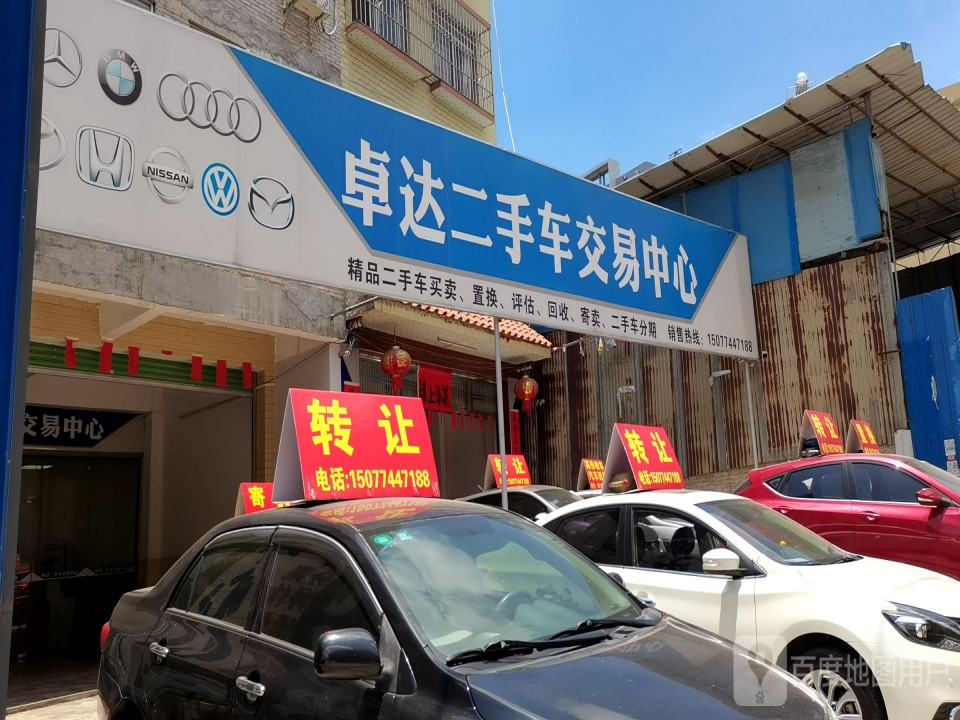 BMW
NISSAN
卓达二手车交易中心
精品二手车买卖、置换、评估、回收、寄卖、二手车分期 销售热线：15077447188
交易中心
转让
电话:15077447188
转让
电话:15077447188
转让
转让
寄
百度地图用户